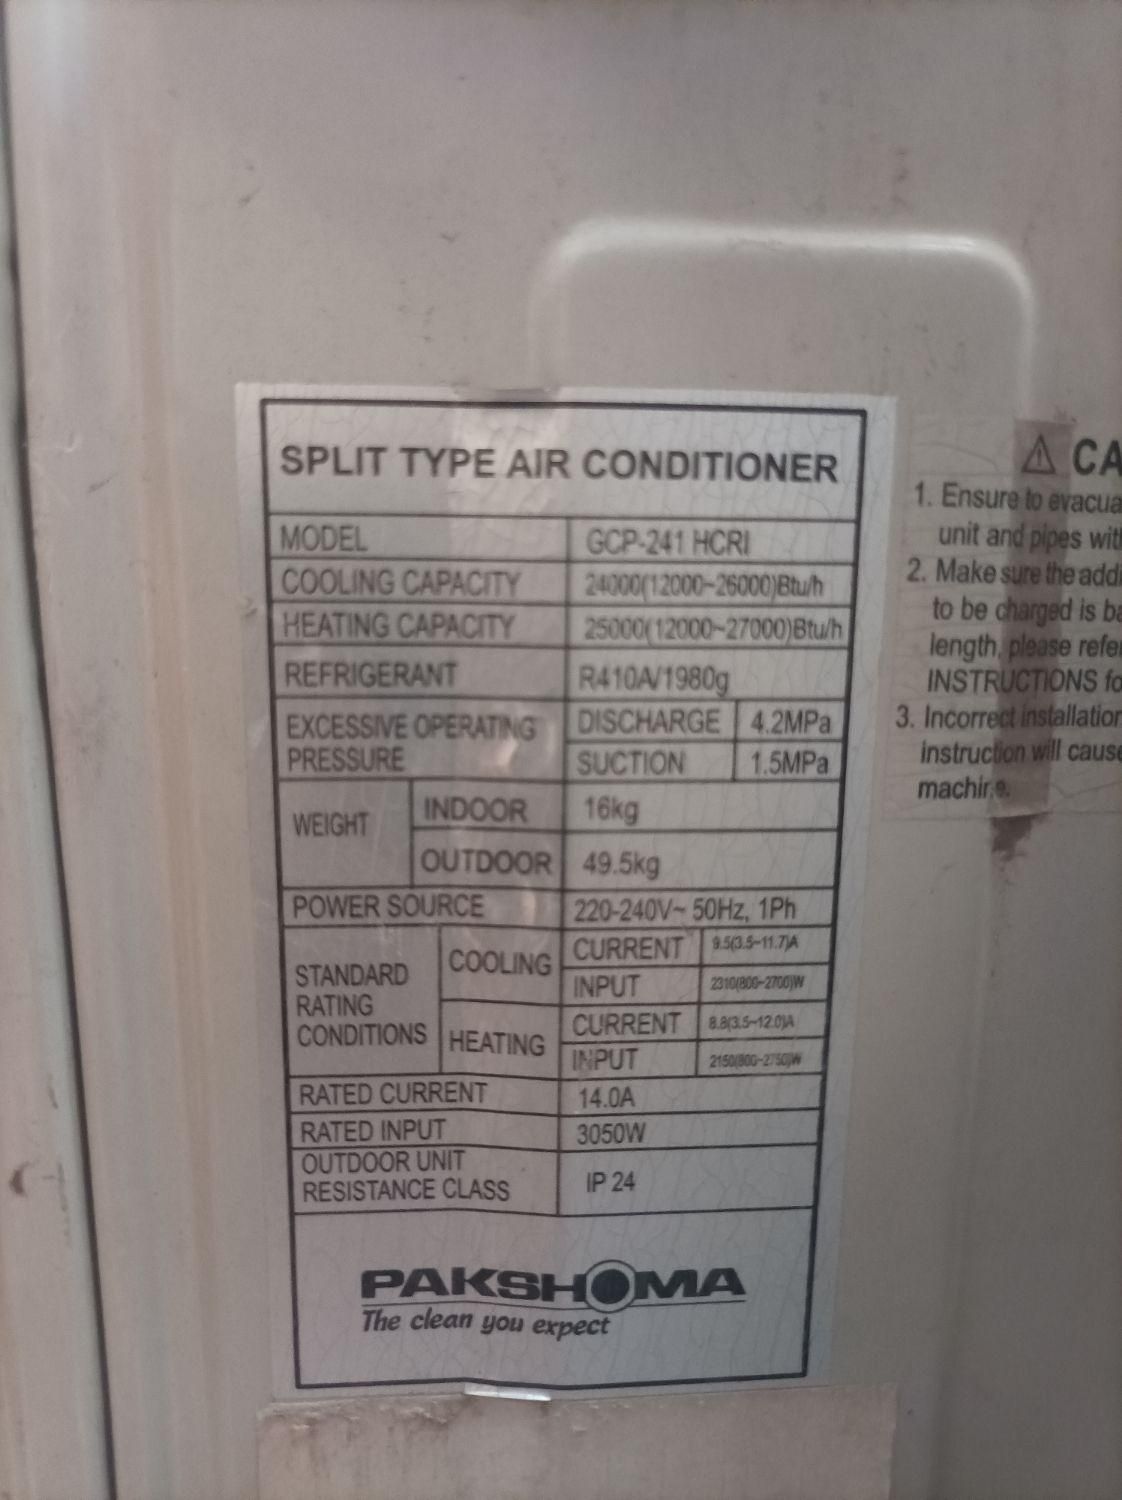 SPLIT TYPE AIR CONDITIONER
MODEL GCP-241 HCRI
COOLING CAPACITY 24000(12000~26000)Btu/h
HEATING CAPACITY 25000(12000~27000)Btu/h
REFRIGERANT R410A/1980g
EXCESSIVE OPERATING PRESSURE DISCHARGE 4.2MPa
SUCTION 1.5MPa
WEIGHT INDOOR 16kg
OUTDOOR 49.5kg
POWER SOURCE 220-240V~ 50Hz, 1Ph
STANDARD RATING CONDITIONS COOLING CURRENT 9.5(3.5~11.7)A
INPUT 2310(800~2700)W
HEATING CURRENT 8.8(3.5~12.0)A
INPUT 2150(800~2750)W
RATED CURRENT 14.0A
RATED INPUT 3050W
OUTDOOR UNIT RESISTANCE CLASS IP 24
PAKSHOMA
The clean you expect
⚠ CA
1. Ensure to evacua
unit and pipes with
2. Make sure the addi
to be charged is ba
length, please refe
INSTRUCTIONS fo
3. Incorrect installation
instruction will cause
machine.